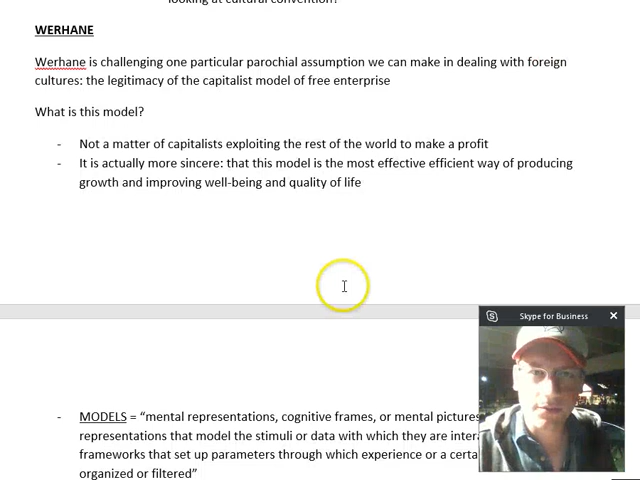 looking at cultural convention?
WERHANE
Werhane is challenging one particular parochial assumption we can make in dealing with foreign
cultures: the legitimacy of the capitalist model of free enterprise
What is this model?
- Not a matter of capitalists exploiting the rest of the world to make a profit
- It is actually more sincere: that this model is the most effective efficient way of producing
growth and improving well-being and quality of life
Skype for Business
- MODELS = “mental representations, cognitive frames, or mental pictures
representations that model the stimuli or data with which they are
frameworks that set up parameters through which experience or a
organized or filtered”